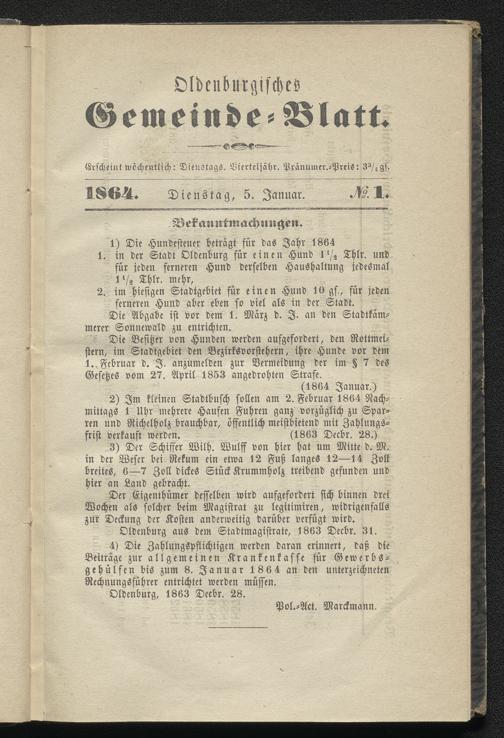 Oldenburgisches
Gemeinde-Blatt.
Erscheint wöchentlich: Dienstags. Vierteljähr. Pränumer.-Preis: 3¾ gs.
1864. Dienstag, 5. Januar. № 1.
Bekanntmachungen.
1) Die Hundesteuer beträgt für das Jahr 1864
1. in der Stadt Oldenburg für einen Hund 1½ Thlr. und
für jeden ferneren Hund derselben Haushaltung jedesmal
1½ Thlr. mehr,
2. im hiesigen Stadtgebiet für einen Hund 10 gs., für jeden
ferneren Hund aber eben so viel als in der Stadt.
Die Abgabe ist vor dem 1. März d. J. an den Stadtkäm-
merer Sonnewald zu entrichten.
Die Besitzer von Hunden werden aufgefordert, den Rottmei-
stern, im Stadtgebiet den Bezirksvorstehern, ihre Hunde vor dem
1. Februar d. J. anzumelden zur Vermeidung der im § 7 des
Gesetzes vom 27. April 1853 angedrohten Strafe.
(1864 Januar.)
2) Im kleinen Stadtbusch sollen am 2. Februar 1864 Nach-
mittags 1 Uhr mehrere Haufen Fuhren ganz vorzüglich zu Spar-
ren und Richelholz brauchbar, öffentlich meistbietend mit Zahlungs-
frist verkauft werden. (1863 Decbr. 28.)
3) Der Schiffer Wilh. Wulff von hier hat um Mitte d. M.
in der Weser bei Rekum ein etwa 12 Fuß langes 12—14 Zoll
breites, 6—7 Zoll dickes Stück Krummholz treibend gefunden und
hier an Land gebracht.
Der Eigenthümer desselben wird aufgefordert sich binnen drei
Wochen als solcher beim Magistrat zu legitimiren, widrigenfalls
zur Deckung der Kosten anderweitig darüber verfügt wird.
Oldenburg aus dem Stadtmagistrate, 1863 Decbr. 31.
4) Die Zahlungspflichtigen werden daran erinnert, daß die
Beiträge zur allgemeinen Krankenkasse für Gewerbs-
gehülfen bis zum 8. Januar 1864 an den unterzeichneten
Rechnungsführer entrichtet werden müssen.
Oldenburg, 1863 Decbr. 28.
Pol.-Act. Marckmann.